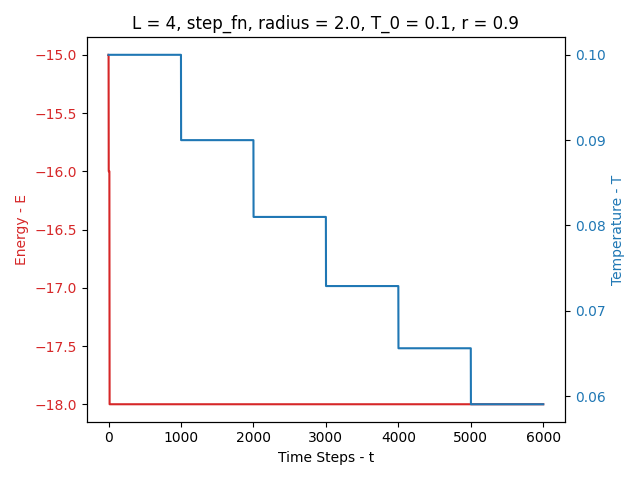 L = 4, step_fn, radius = 2.0, T_0 = 0.1, r = 0.9
−15.0
−15.5
−16.0
−16.5
−17.0
−17.5
−18.0
Energy - E
0.10
0.09
0.08
0.07
0.06
Temperature - T
0 1000 2000 3000 4000 5000 6000
Time Steps - t